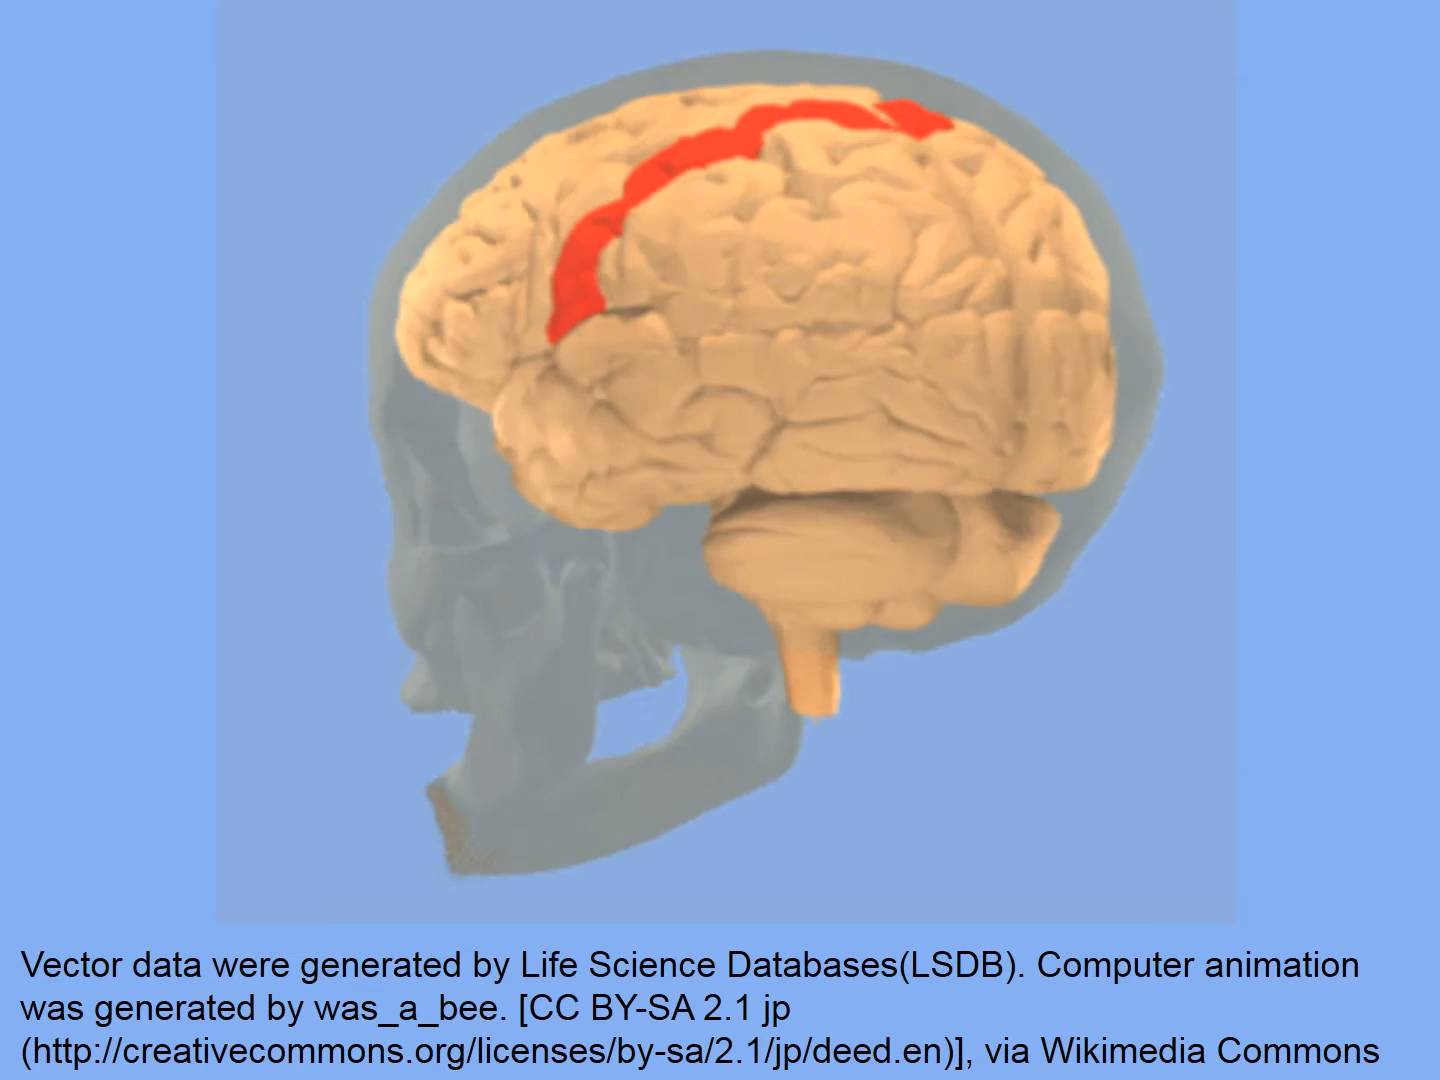 Vector data were generated by Life Science Databases(LSDB). Computer animation
was generated by was_a_bee. [CC BY-SA 2.1 jp
(http://creativecommons.org/licenses/by-sa/2.1/jp/deed.en)], via Wikimedia Commons